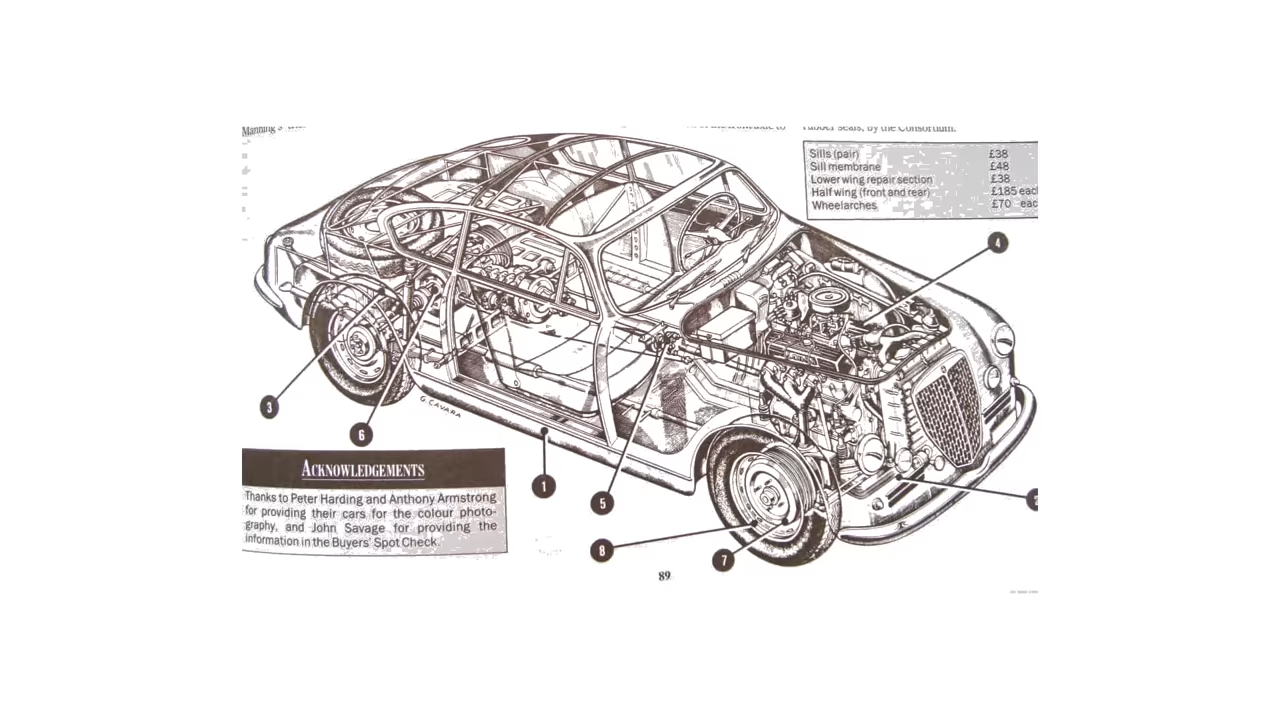 Manning's
rubber seals, by the Consortium.
Sills (pair) £38
Sill membrane £48
Lower wing repair section £38
Half wing (front and rear) £185 eac
Wheelarches £70 eac
4
G. CAVARA
3
6
1
5
8
7
ACKNOWLEDGEMENTS
Thanks to Peter Harding and Anthony Armstrong
for providing their cars for the colour photo-
graphy, and John Savage for providing the
information in the Buyers' Spot Check.
89